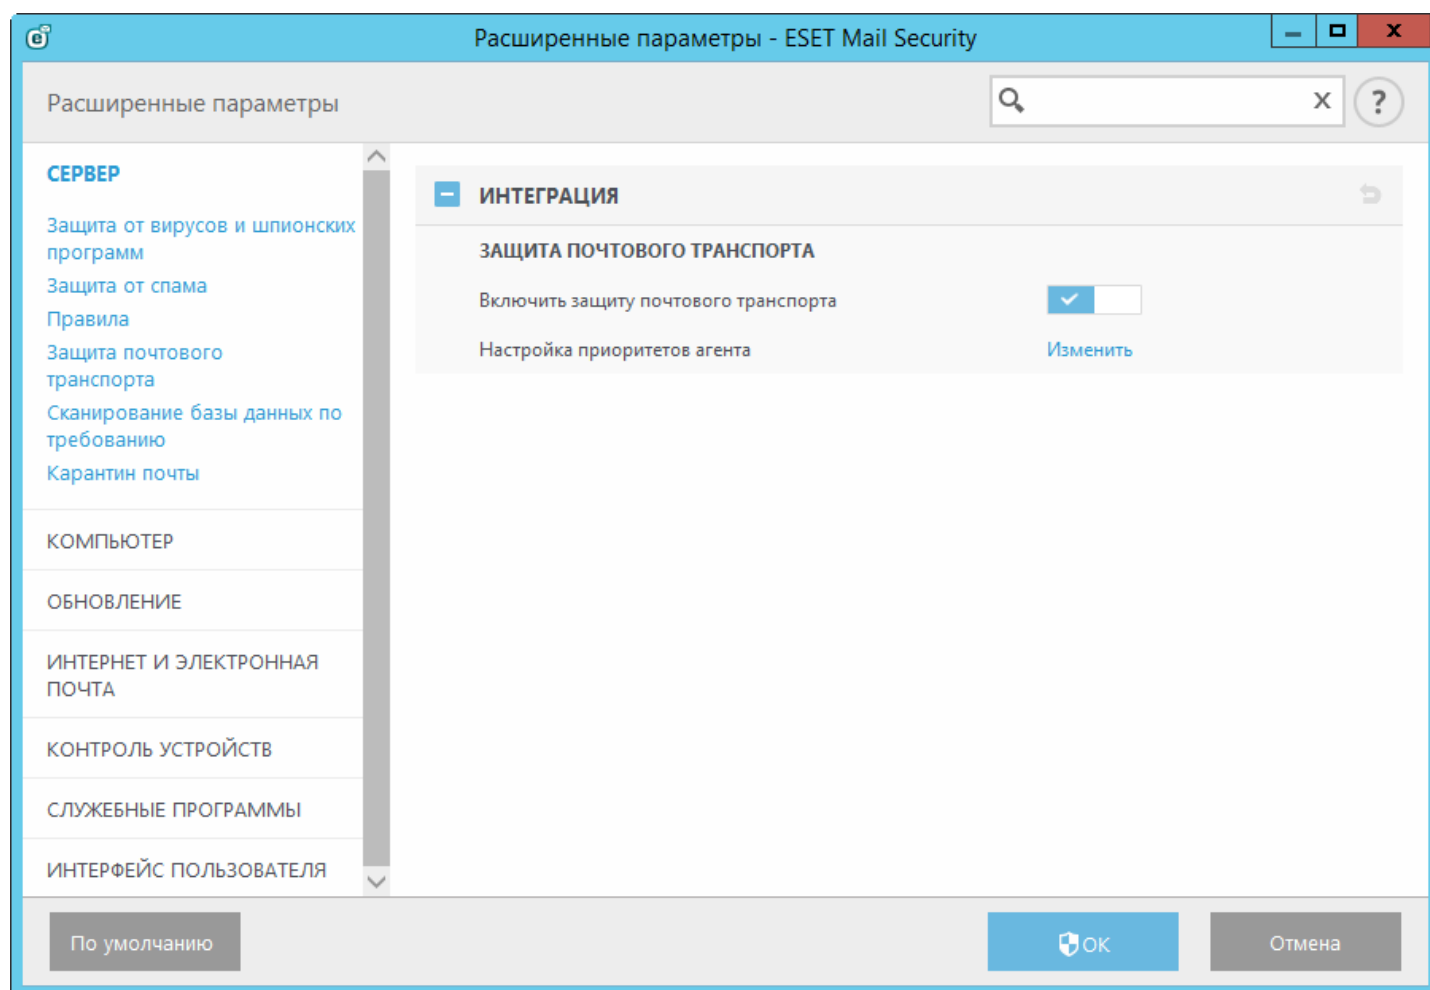 Расширенные параметры - ESET Mail Security
Расширенные параметры
?
СЕРВЕР
Защита от вирусов и шпионских
программ
Защита от спама
Правила
Защита почтового
транспорта
Сканирование базы данных по
требованию
Карантин почты
КОМПЬЮТЕР
ОБНОВЛЕНИЕ
ИНТЕРНЕТ И ЭЛЕКТРОННАЯ
ПОЧТА
КОНТРОЛЬ УСТРОЙСТВ
СЛУЖЕБНЫЕ ПРОГРАММЫ
ИНТЕРФЕЙС ПОЛЬЗОВАТЕЛЯ
ИНТЕГРАЦИЯ
ЗАЩИТА ПОЧТОВОГО ТРАНСПОРТА
Включить защиту почтового транспорта
Настройка приоритетов агента Изменить
По умолчанию
ОК
Отмена